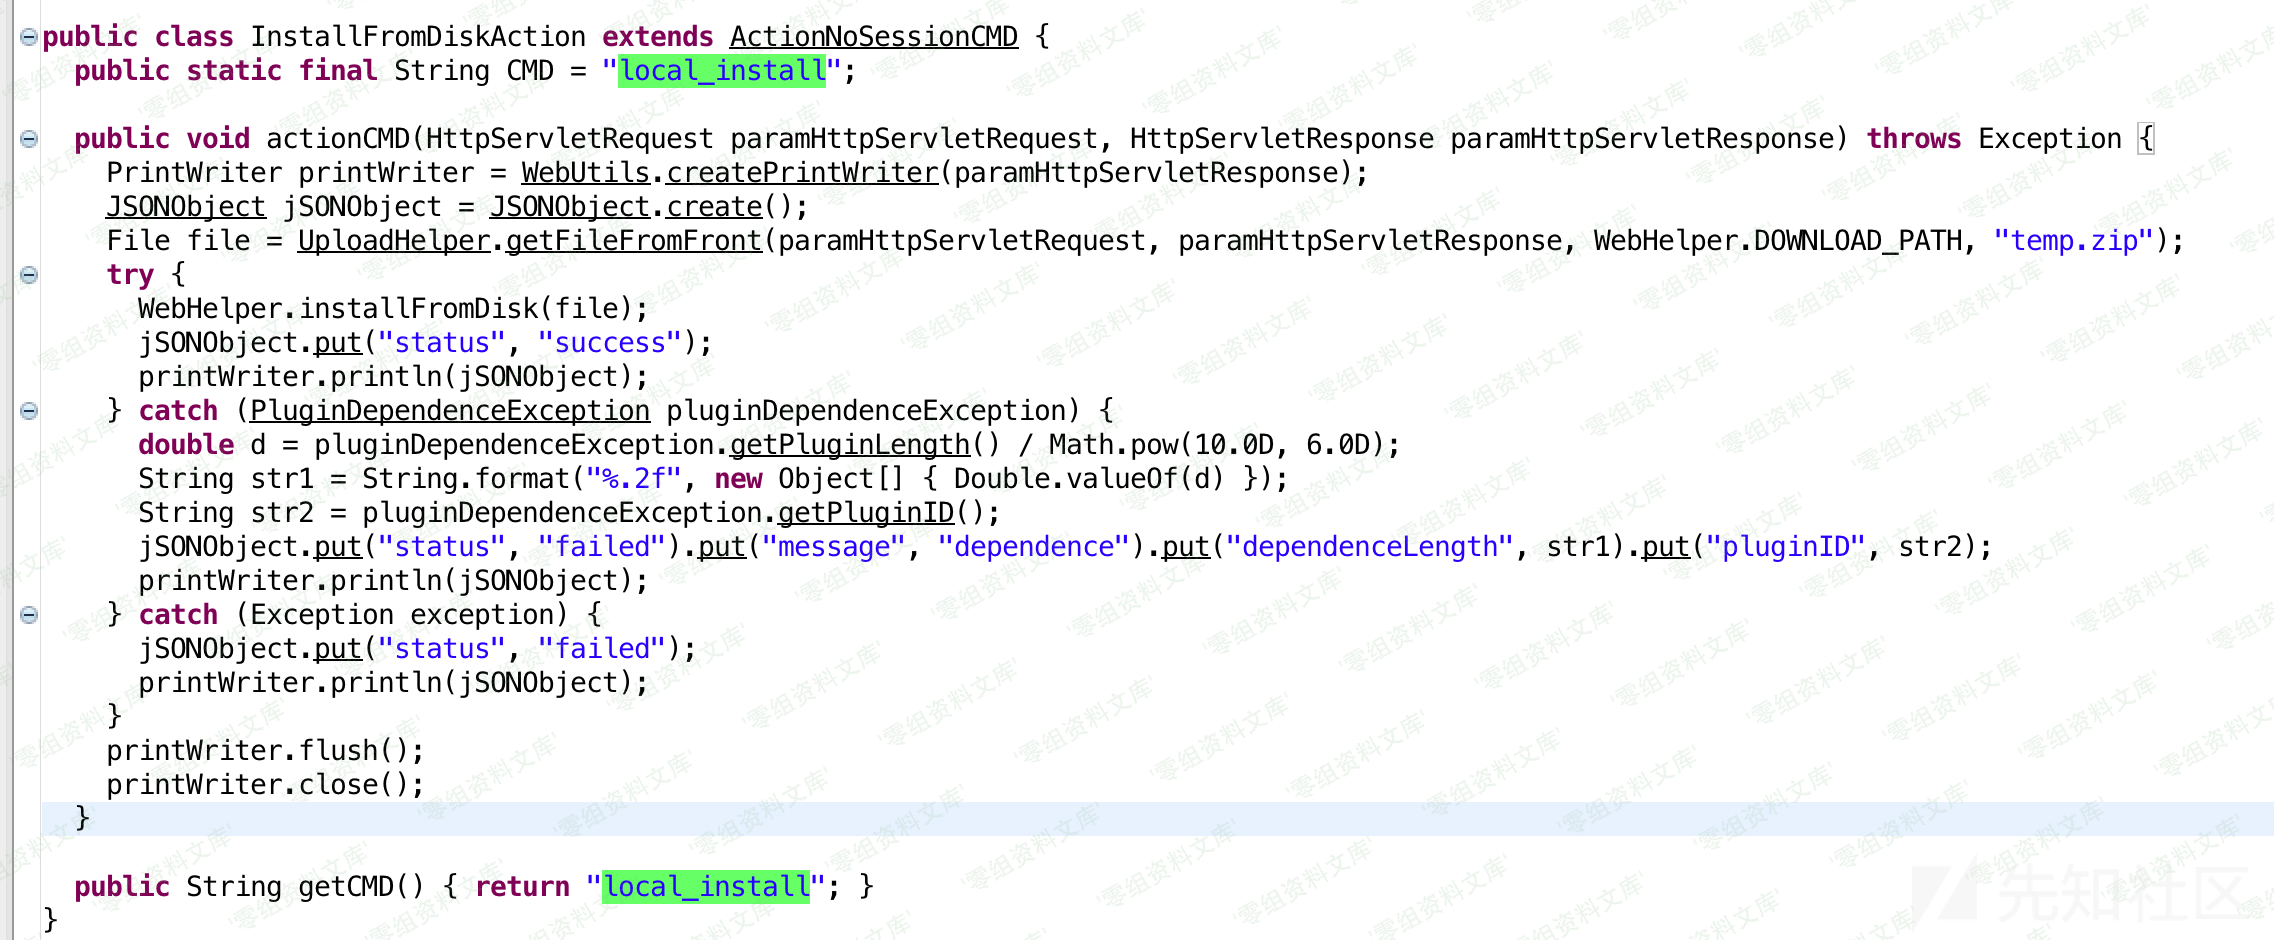 public class InstallFromDiskAction extends ActionNoSessionCMD {
public static final String CMD = "local_install";
public void actionCMD(HttpServletRequest paramHttpServletRequest, HttpServletResponse paramHttpServletResponse) throws Exception {
PrintWriter printWriter = WebUtils.createPrintWriter(paramHttpServletResponse);
JSONObject jSONObject = JSONObject.create();
File file = UploadHelper.getFileFromFront(paramHttpServletRequest, paramHttpServletResponse, WebHelper.DOWNLOAD_PATH, "temp.zip");
try {
WebHelper.installFromDisk(file);
jSONObject.put("status", "success");
printWriter.println(jSONObject);
} catch (PluginDependenceException pluginDependenceException) {
double d = pluginDependenceException.getPluginLength() / Math.pow(10.0D, 6.0D);
String str1 = String.format("%.2f", new Object[] { Double.valueOf(d) });
String str2 = pluginDependenceException.getPluginID();
jSONObject.put("status", "failed").put("message", "dependence").put("dependenceLength", str1).put("pluginID", str2);
printWriter.println(jSONObject);
} catch (Exception exception) {
jSONObject.put("status", "failed");
printWriter.println(jSONObject);
}
printWriter.flush();
printWriter.close();
}
public String getCMD() { return "local_install"; }
}
零组资料文库
先知社区